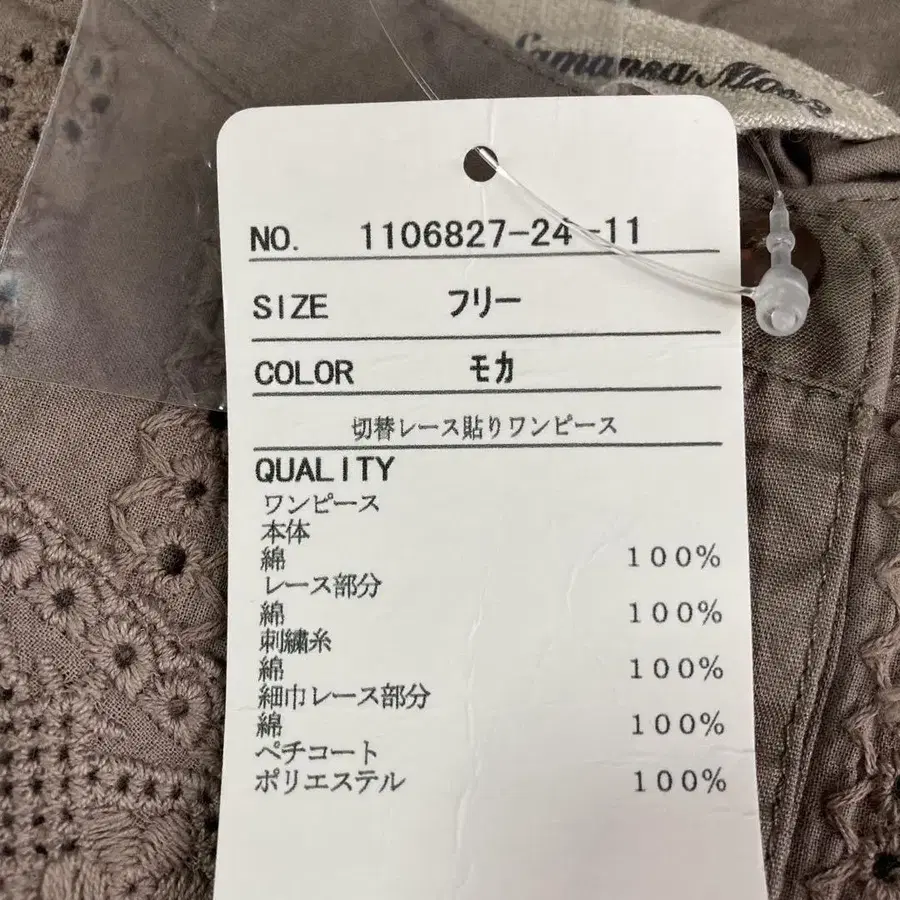 Samansa Mos2
NO. 1106827-24-11
SIZE フリー
COLOR モカ
切替レース貼りワンピース
QUALITY
ワンピース
本体
綿 100%
レース部分
綿 100%
刺繍糸
綿 100%
細巾レース部分
綿 100%
ペチコート
ポリエステル 100%